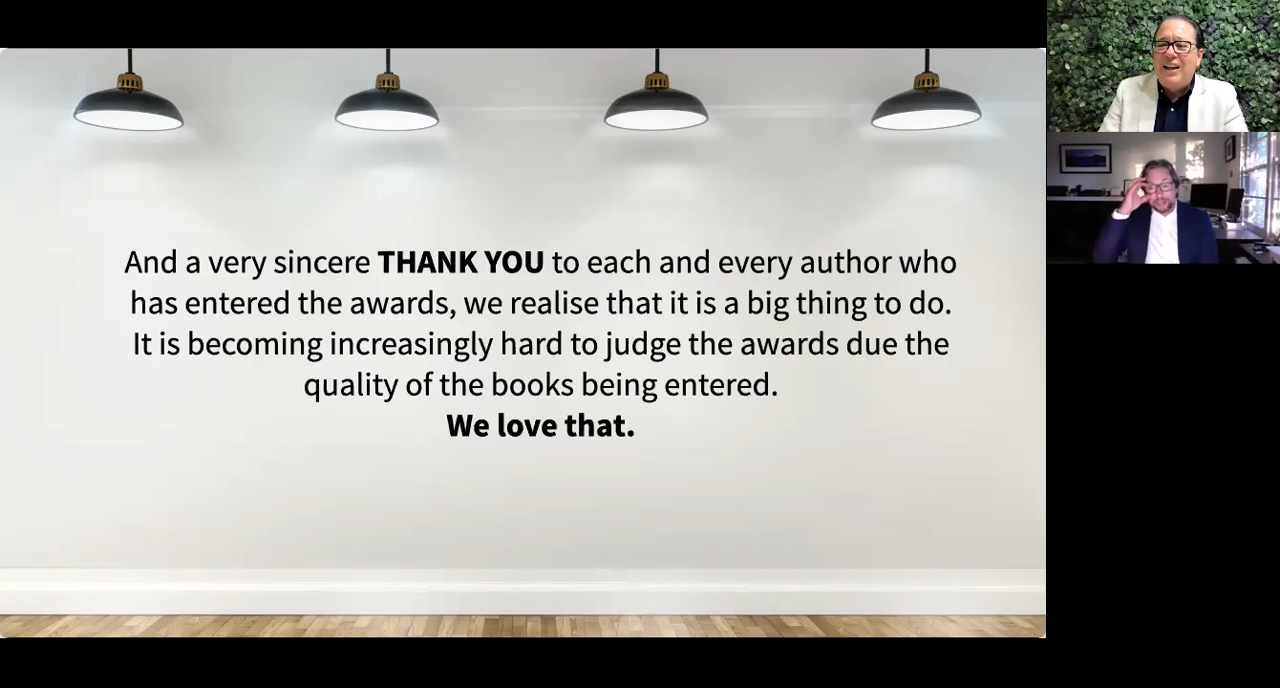 And a very sincere THANK YOU to each and every author who
has entered the awards, we realise that it is a big thing to do.
It is becoming increasingly hard to judge the awards due the
quality of the books being entered.
We love that.